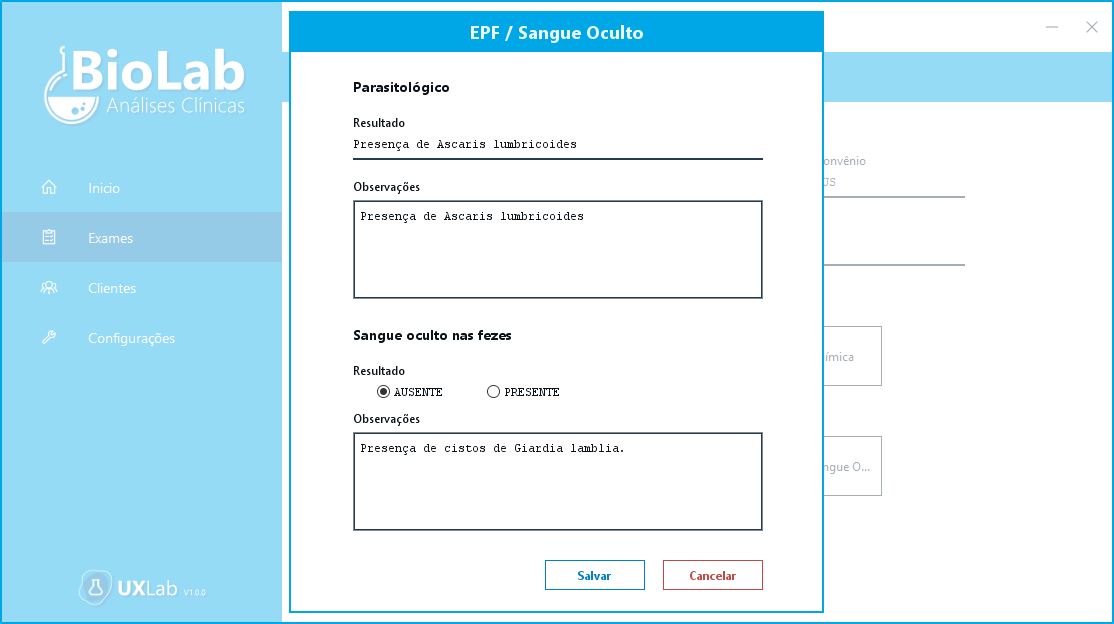 BioLab
Análises Clínicas
Início
Exames
Clientes
Configurações
UXLab V1.0.0
EPF / Sangue Oculto
Parasitológico
Resultado
Presença de Ascaris lumbricoides
Observações
Presença de Ascaris lumbricoides
Sangue oculto nas fezes
Resultado
AUSENTE PRESENTE
Observações
Presença de cistos de Giardia lamblia.
Salvar Cancelar
onvênio
ímica
ngue O...